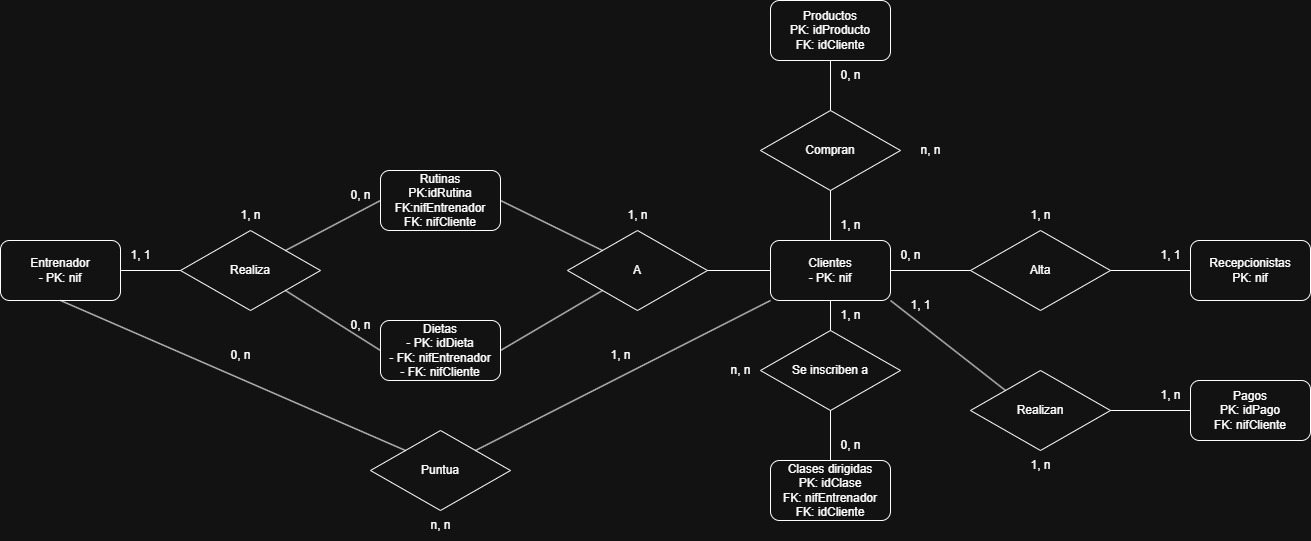 Productos
PK: idProducto
FK: idCliente
0, n
Compran
n, n
1, n
Rutinas
PK:idRutina
FK:nifEntrenador
FK: nifCliente
0, n
1, n
1, n
1, n
Entrenador
- PK: nif
1, 1
Realiza
A
Clientes
- PK: nif
0, n
Alta
1, 1
Recepcionistas
PK: nif
0, n
Dietas
- PK: idDieta
- FK: nifEntrenador
- FK: nifCliente
1, n
1, 1
0, n
1, n
n, n
Se inscriben a
Realizan
1, n
Pagos
PK: idPago
FK: nifCliente
1, n
0, n
Puntua
n, n
Clases dirigidas
PK: idClase
FK: nifEntrenador
FK: idCliente